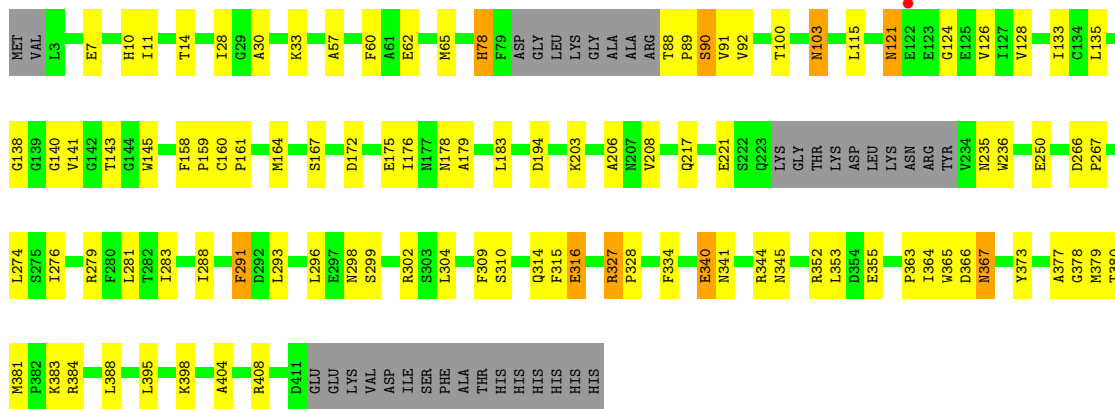 MET VAL L3 E7 H10 I11 T14 I28 G29 A30 K33 A57 F60 A61 E62 M65 H78 F79 ASP GLY LEU LYS GLY ALA ALA ARG T88 P89 S90 V91 V92 T100 N103 L115 N121 E122 E123 G124 E125 V126 I127 V128 I133 C134 L135
G138 P139 G140 V141 G142 T143 G144 W145 F158 P159 C160 P161 M164 S167 D172 E175 I176 N177 N178 A179 L183 D194 K203 A206 N207 V208 Q217 E221 S222 Q223 LYS GLY THR LYS ASP LEU LYS ASN ARG TYR V234 N235 W236 E250 D266 P267
L274 S275 I276 R279 F280 L281 T282 I283 I288 F291 D292 L293 L296 E297 N298 S299 R302 S303 L304 F309 S310 Q314 F315 E316 R327 P328 F334 E340 N341 R344 N345 R352 L353 D354 E355 P363 I364 W365 D366 N367 Y373 A377 G378 M379 T380
M381 P382 K383 R384 L388 L395 K398 A404 R408 D411 GLU GLU LYS VAL ASP ILE SER PHE ALA THR HIS HIS HIS HIS HIS HIS